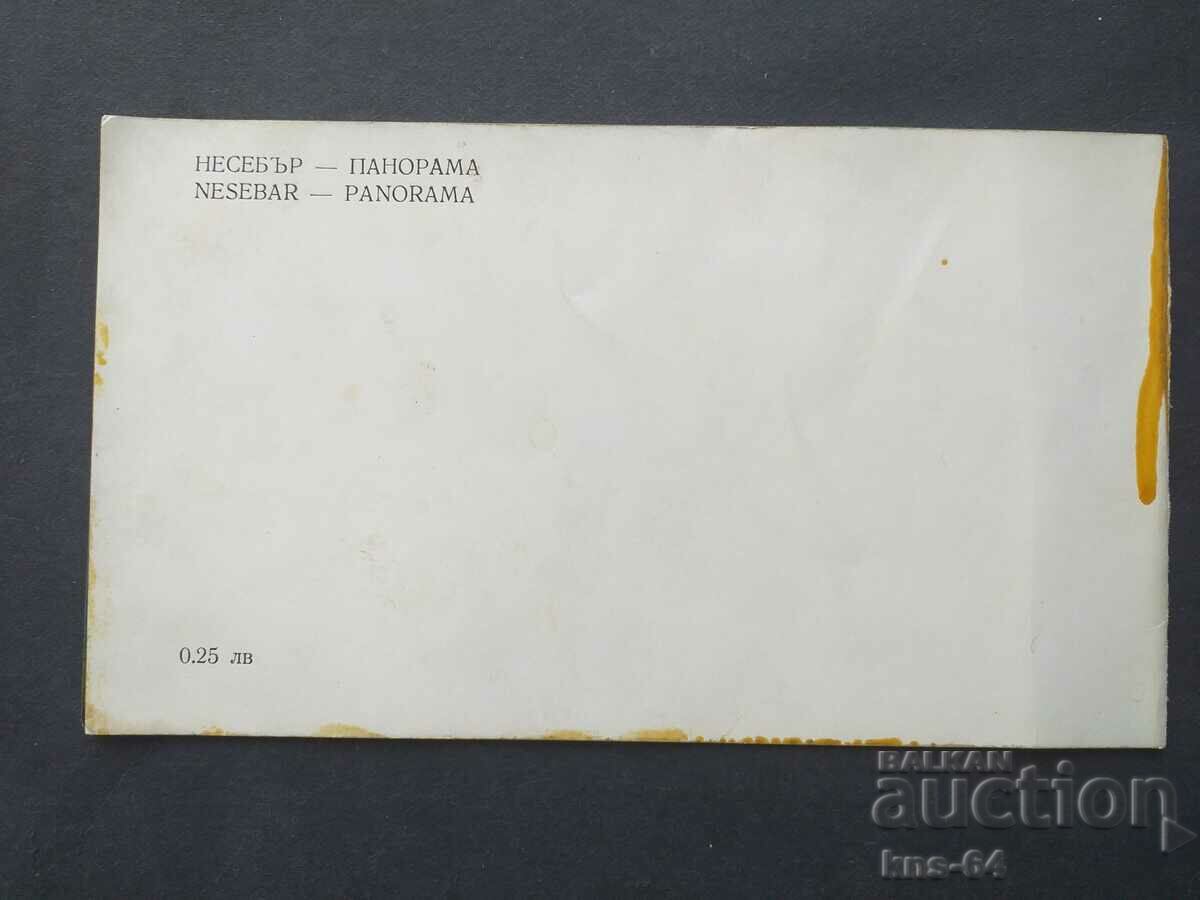 НЕСЕБЪР — ПАНОРАМА
NESEBAR — PANORAMA
0.25 лв
BALKAN
auction
kns-64